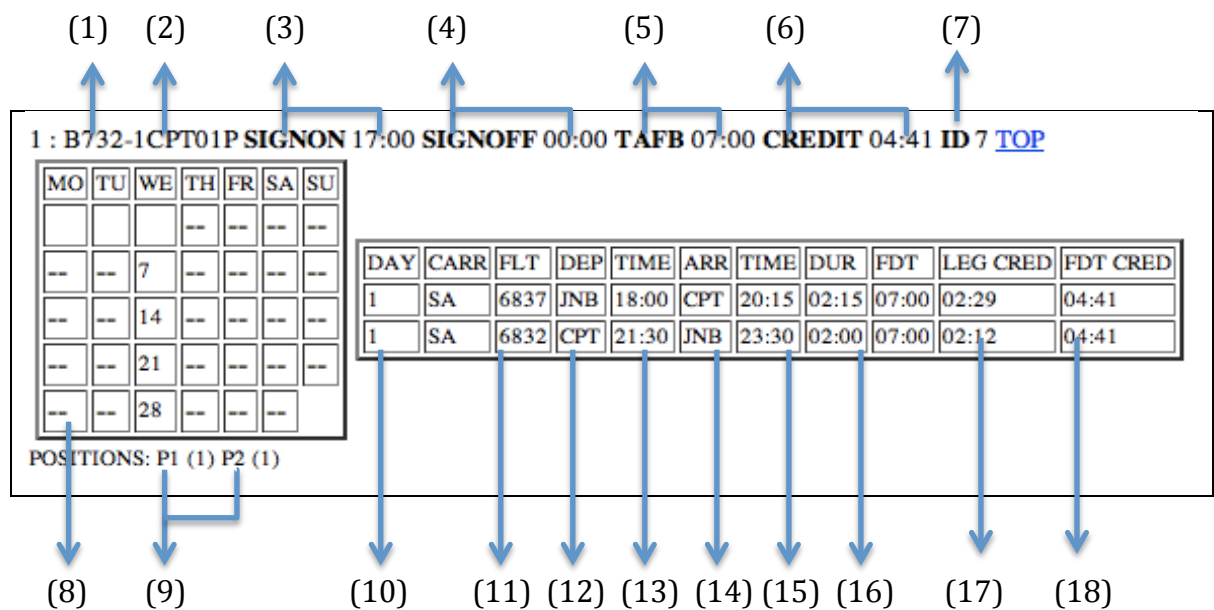 (1) (2) (3) (4) (5) (6) (7)
1 : B732-1CPT01P SIGNON 17:00 SIGNOFF 00:00 TAFB 07:00 CREDIT 04:41 ID 7 TOP
MO TU WE TH FR SA SU
-- -- -- --
-- -- 7 -- -- -- --
-- -- 14 -- -- -- --
-- -- 21 -- -- -- --
-- -- 28 -- -- --
DAY CARR FLT DEP TIME ARR TIME DUR FDT LEG CRED FDT CRED
1 SA 6837 JNB 18:00 CPT 20:15 02:15 07:00 02:29 04:41
1 SA 6832 CPT 21:30 JNB 23:30 02:00 07:00 02:12 04:41
POSITIONS: P1 (1) P2 (1)
(8) (9) (10) (11) (12) (13) (14) (15) (16) (17) (18)